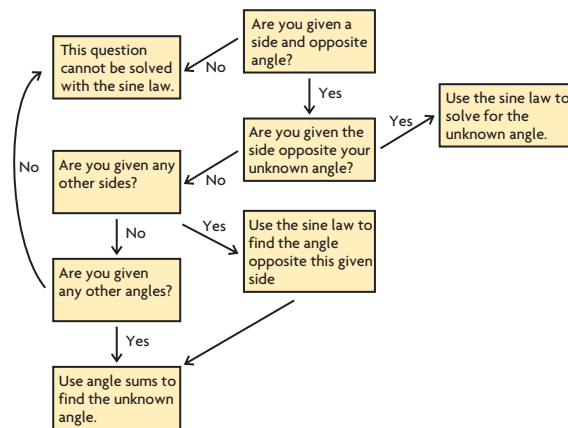 Are you given a
side and opposite
angle?
This question
cannot be solved
with the sine law.
No
Yes
Use the sine law to
solve for the
unknown angle.
Are you given the
side opposite your
unknown angle?
Yes
No
Are you given any
other sides?
No
Yes
No
Use the sine law to
find the angle
opposite this given
side
Are you given
any other angles?
Yes
Use angle sums to
find the unknown
angle.